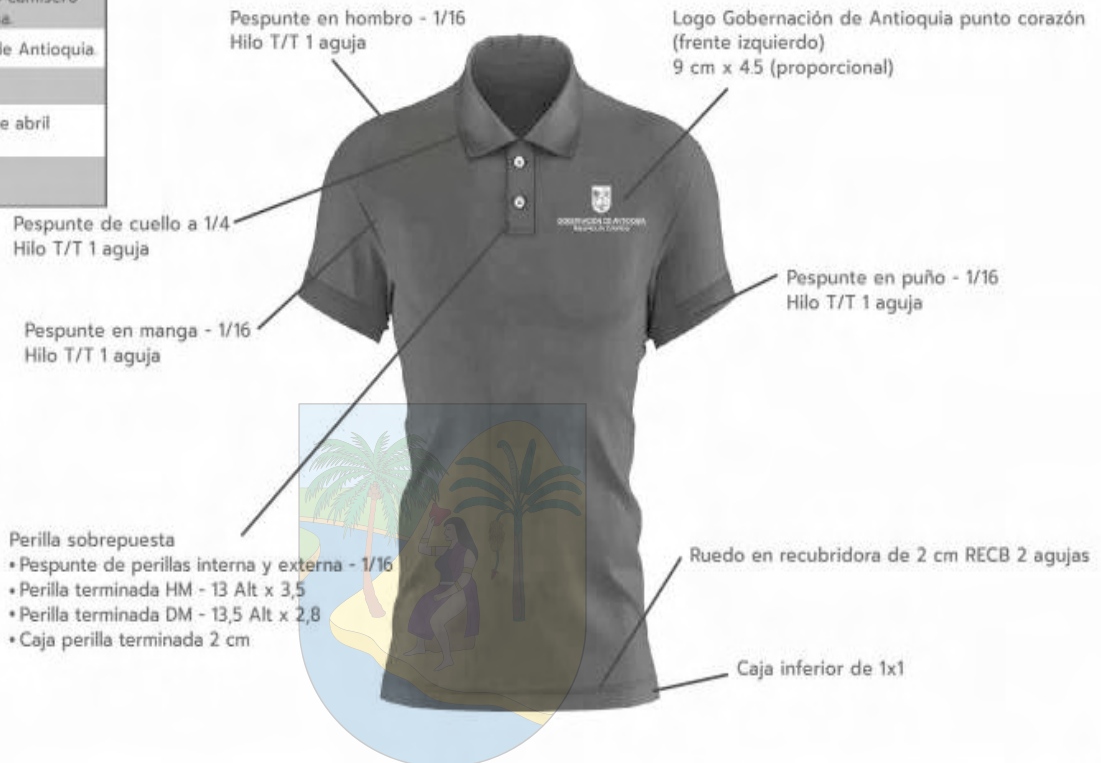 camisero
de Antioquia
e abril
Pespunte en hombro - 1/16
Hilo T/T 1 aguja
Logo Gobernación de Antioquia punto corazón
(frente izquierdo)
9 cm x 4.5 (proporcional)
GOBERNACIÓN DE ANTIOQUIA
Pespunte de cuello a 1/4
Hilo T/T 1 aguja
Pespunte en puño - 1/16
Hilo T/T 1 aguja
Pespunte en manga - 1/16
Hilo T/T 1 aguja
Perilla sobrepuesta
• Pespunte de perillas interna y externa - 1/16
• Perilla terminada HM - 13 Alt x 3,5
• Perilla terminada DM - 13,5 Alt x 2,8
• Caja perilla terminada 2 cm
Ruedo en recubridora de 2 cm RECB 2 agujas
Caja inferior de 1x1